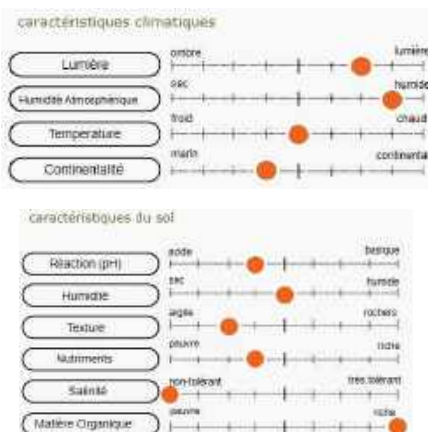 caractéristiques climatiques
Lumière ombre lumière
Humidité Atmosphérique sec humide
Température froid chaud
Continentalité marin continental
caractéristiques du sol
Réaction (pH) acide basique
Humidité sec humide
Texture argile rochers
Nutriments pauvre riche
Salinité non-tolérant très tolérant
Matière Organique pauvre riche